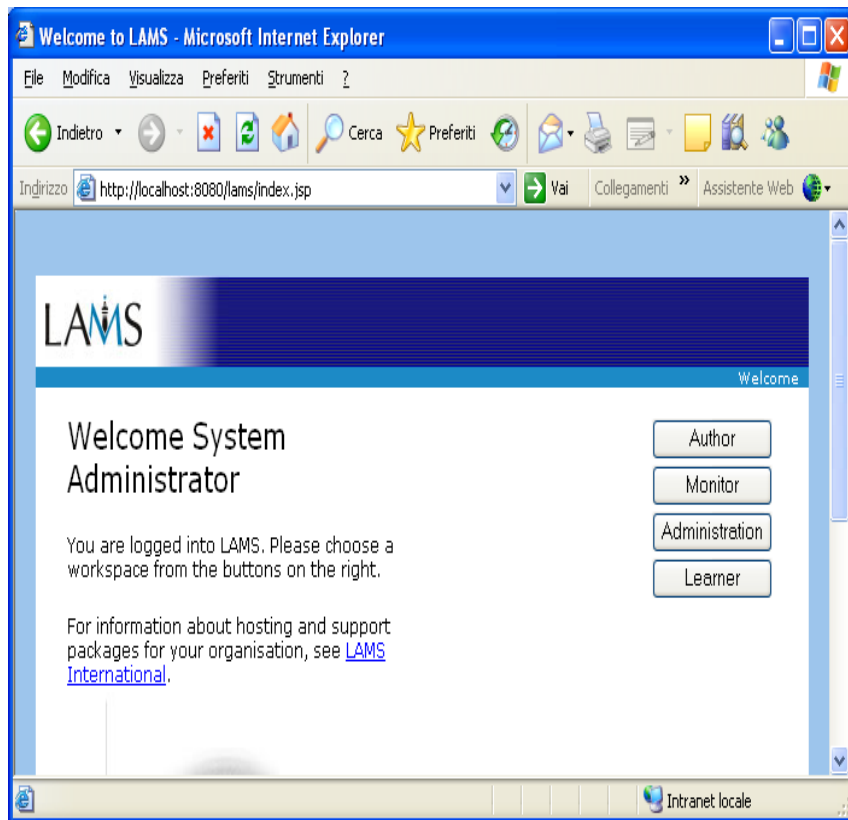 Welcome to LAMS - Microsoft Internet Explorer
File Modifica Visualizza Preferiti Strumenti ?
Indietro Cerca Preferiti
Indirizzo http://localhost:8080/lams/index.jsp Vai Collegamenti » Assistente Web
LAMS
Welcome
Welcome System
Administrator
You are logged into LAMS. Please choose a
workspace from the buttons on the right.
For information about hosting and support
packages for your organisation, see LAMS
International.
Author
Monitor
Administration
Learner
Intranet locale